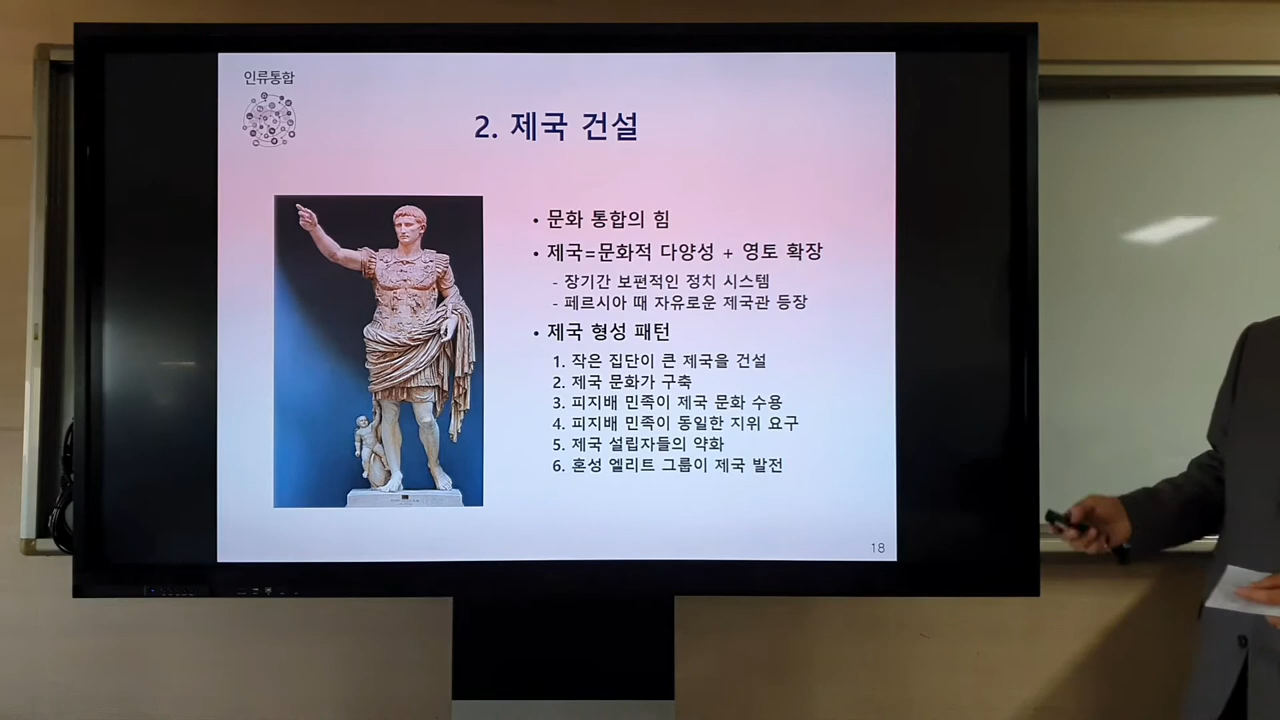 인류통합
2. 제국 건설
• 문화 통합의 힘
• 제국=문화적 다양성 + 영토 확장
- 장기간 보편적인 정치 시스템
- 페르시아 때 자유로운 제국관 등장
• 제국 형성 패턴
1. 작은 집단이 큰 제국을 건설
2. 제국 문화가 구축
3. 피지배 민족이 제국 문화 수용
4. 피지배 민족이 동일한 지위 요구
5. 제국 설립자들의 약화
6. 혼성 엘리트 그룹이 제국 발전
18